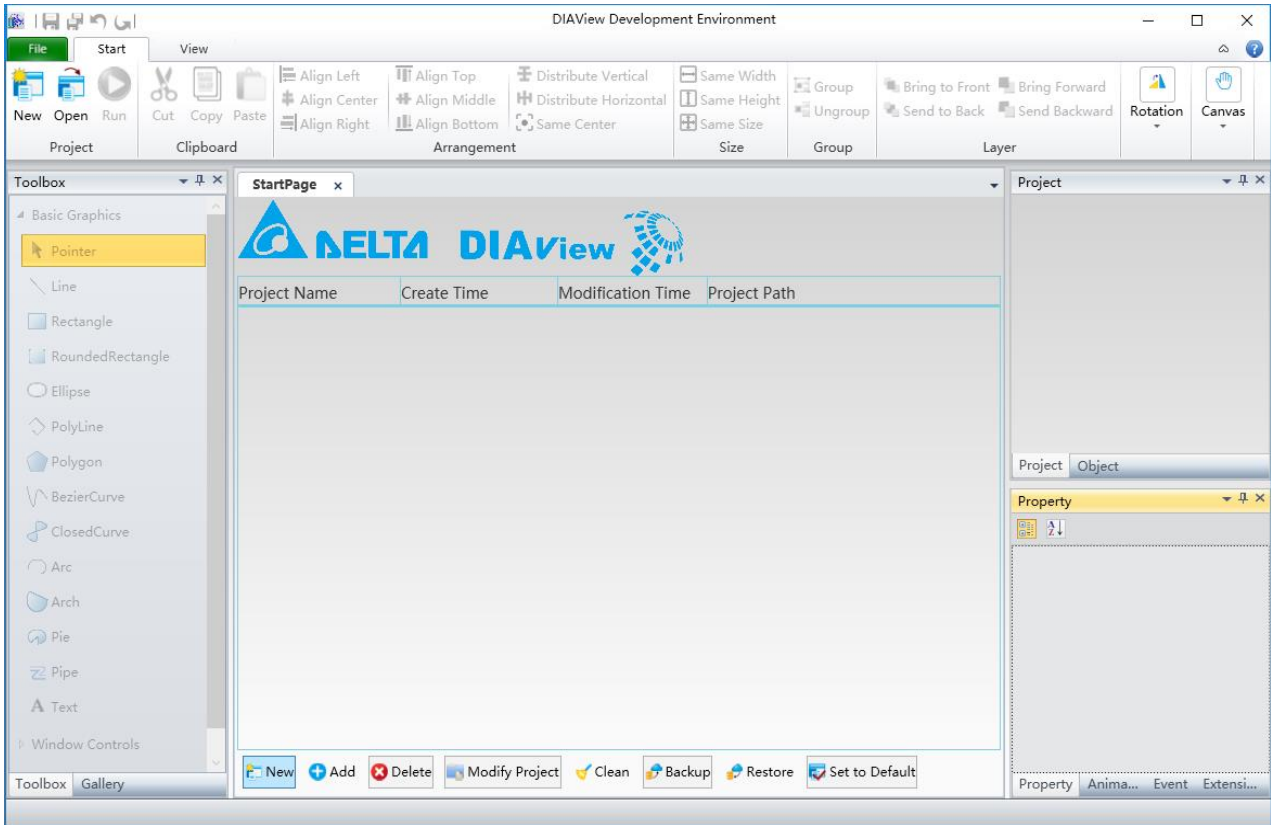 DIAView Development Environment
File Start View
Align Left Align Top Distribute Vertical Same Width
Group Bring to Front Bring Forward
Align Center Align Middle Distribute Horizontal Same Height
New Open Run Cut Copy Paste Ungroup Send to Back Send Backward Rotation Canvas
Align Right Align Bottom Same Center Same Size
Project Clipboard Arrangement Size Group Layer
Toolbox
StartPage
Project
Basic Graphics
Pointer
Line
Rectangle
RoundedRectangle
Ellipse
PolyLine
Polygon
BezierCurve
ClosedCurve
Arc
Arch
Pie
Pipe
A Text
Window Controls
Toolbox Gallery
DELTA DIAView
Project Name Create Time Modification Time Project Path
New Add Delete Modify Project Clean Backup Restore Set to Default
Project Object
Property
Property Anima... Event Extensi...